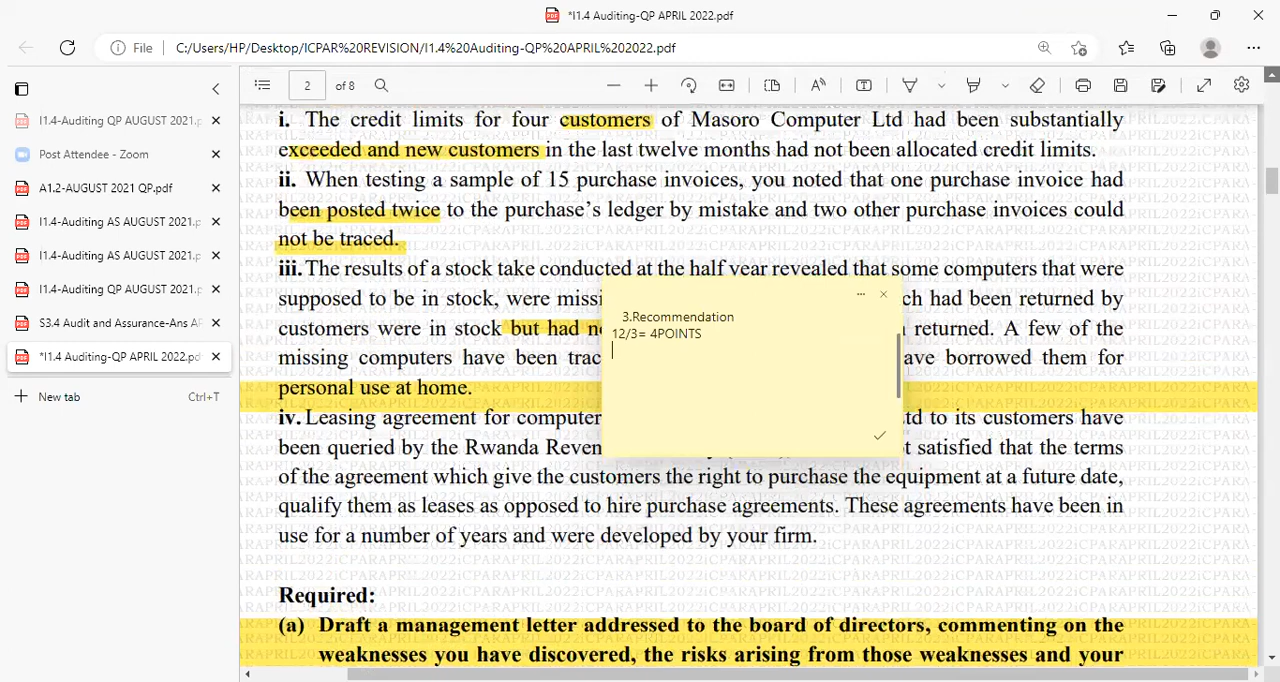 *I1.4 Auditing-QP APRIL 2022.pdf
File
C:/Users/HP/Desktop/ICPAR%20REVISION/I1.4%20Auditing-QP%20APRIL%202022.pdf
2 of 8
I1.4-Auditing QP AUGUST 2021.p
Post Attendee - Zoom
A1.2-AUGUST 2021 QP.pdf
I1.4-Auditing AS AUGUST 2021.p
I1.4-Auditing AS AUGUST 2021.p
I1.4-Auditing QP AUGUST 2021.p
S3.4 Audit and Assurance-Ans AP
*I1.4 Auditing-QP APRIL 2022.pd
New tab Ctrl+T
i. The credit limits for four customers of Masoro Computer Ltd had been substantially
exceeded and new customers in the last twelve months had not been allocated credit limits.
ii. When testing a sample of 15 purchase invoices, you noted that one purchase invoice had
been posted twice to the purchase's ledger by mistake and two other purchase invoices could
not be traced.
iii. The results of a stock take conducted at the half year revealed that some computers that were
supposed to be in stock, were missi ch had been returned by
customers were in stock but had no returned. A few of the
missing computers have been trac ave borrowed them for
personal use at home.
iv. Leasing agreement for computer td to its customers have
been queried by the Rwanda Reven t satisfied that the terms
of the agreement which give the customers the right to purchase the equipment at a future date,
qualify them as leases as opposed to hire purchase agreements. These agreements have been in
use for a number of years and were developed by your firm.
3.Recommendation
12/3= 4POINTS
Required:
(a) Draft a management letter addressed to the board of directors, commenting on the
weaknesses you have discovered, the risks arising from those weaknesses and your